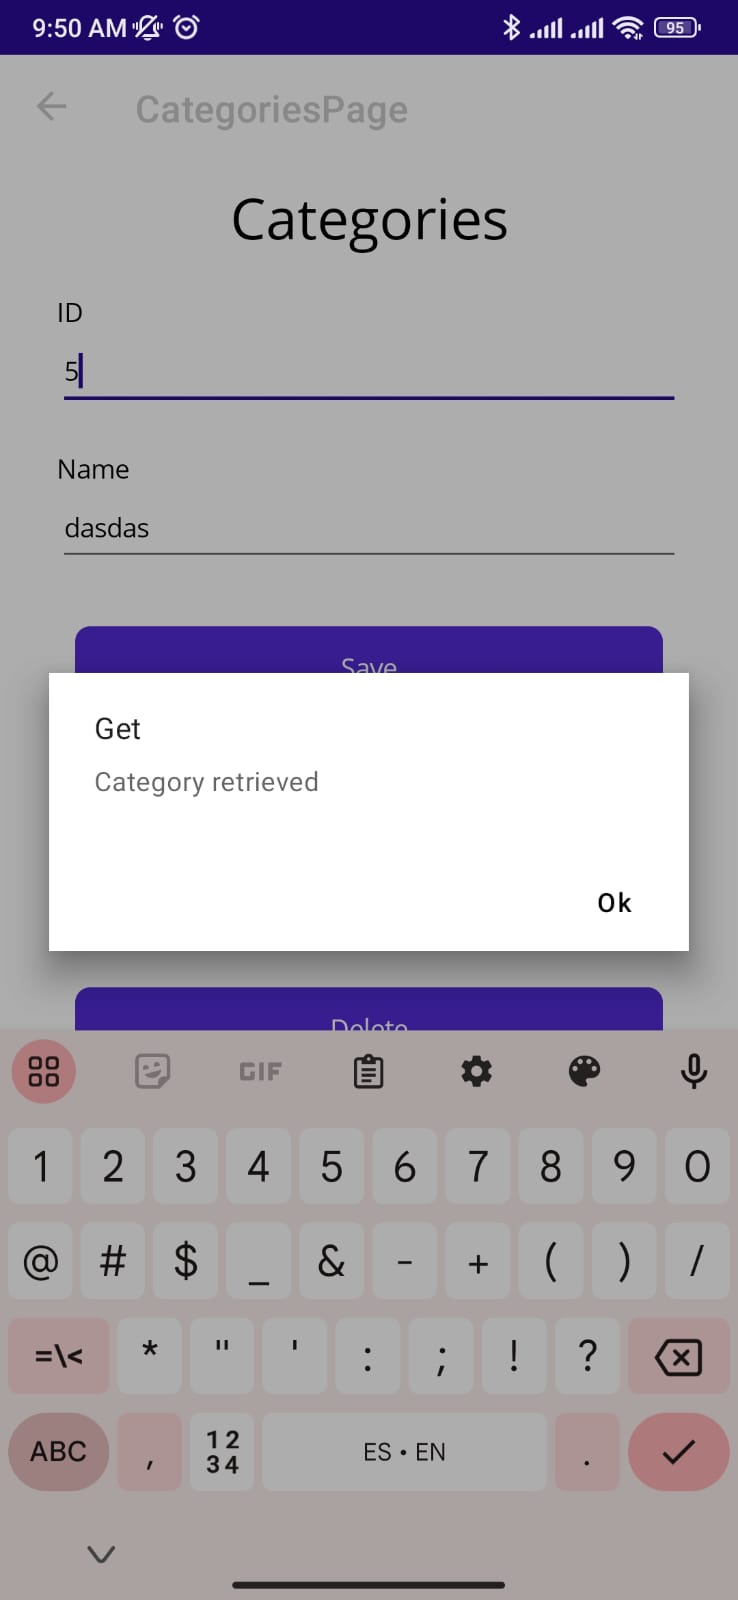 9:50 AM
95
CategoriesPage
Categories
ID
5
Name
dasdas
Save
Get
Category retrieved
Ok
Delete
GIF
1 2 3 4 5 6 7 8 9 0
@ # $ _ & - + ( ) /
=\< * " ' : ; ! ?
ABC , 12 34 ES • EN .